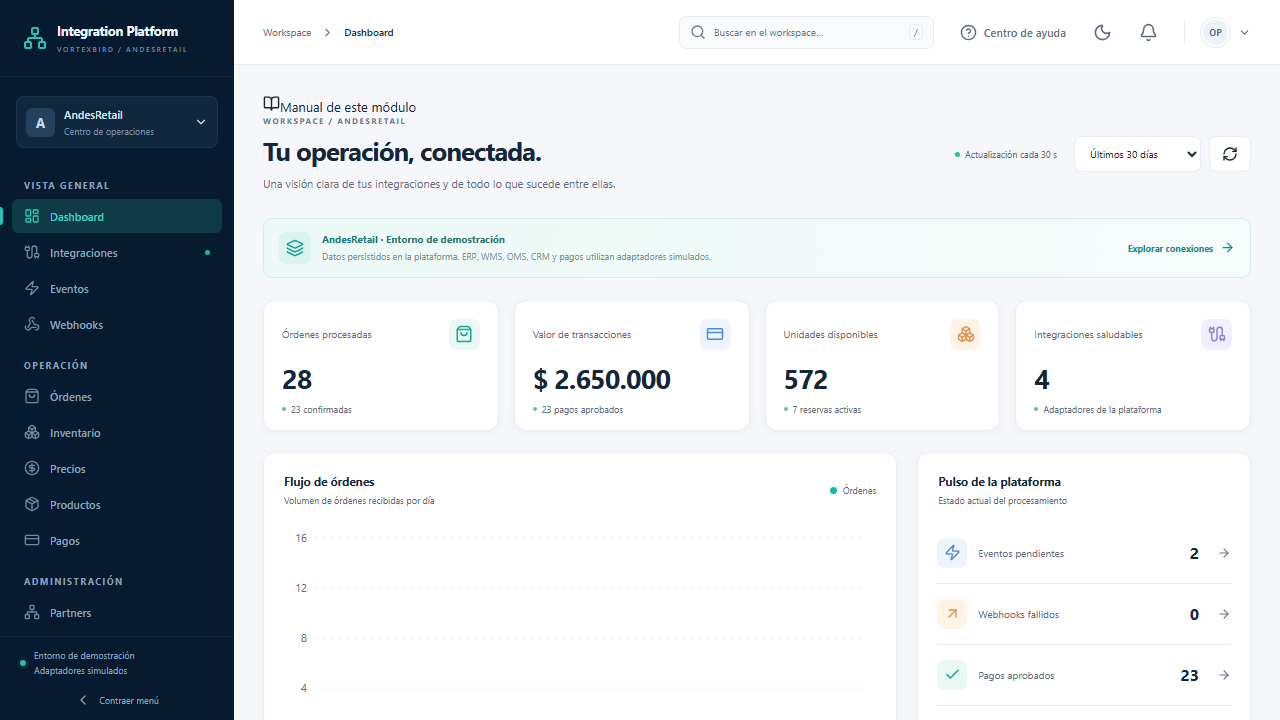 Integration Platform
VORTEXBIRD / ANDESRETAIL
A
AndesRetail
Centro de operaciones
VISTA GENERAL
Dashboard
Integraciones
Eventos
Webhooks
OPERACIÓN
Órdenes
Inventario
Precios
Productos
Pagos
ADMINISTRACIÓN
Partners
Entorno de demostración
Adaptadores simulados
Contraer menú
Workspace > Dashboard
Buscar en el workspace... /
Centro de ayuda
OP
Manual de este módulo
WORKSPACE / ANDESRETAIL
Tu operación, conectada.
Una visión clara de tus integraciones y de todo lo que sucede entre ellas.
Actualización cada 30 s
Últimos 30 días
AndesRetail · Entorno de demostración
Datos persistidos en la plataforma. ERP, WMS, OMS, CRM y pagos utilizan adaptadores simulados.
Explorar conexiones
Órdenes procesadas
28
23 confirmadas
Valor de transacciones
$ 2.650.000
23 pagos aprobados
Unidades disponibles
572
7 reservas activas
Integraciones saludables
4
Adaptadores de la plataforma
Flujo de órdenes
Volumen de órdenes recibidas por día
Órdenes
16
12
8
4
Pulso de la plataforma
Estado actual del procesamiento
Eventos pendientes 2
Webhooks fallidos 0
Pagos aprobados 23